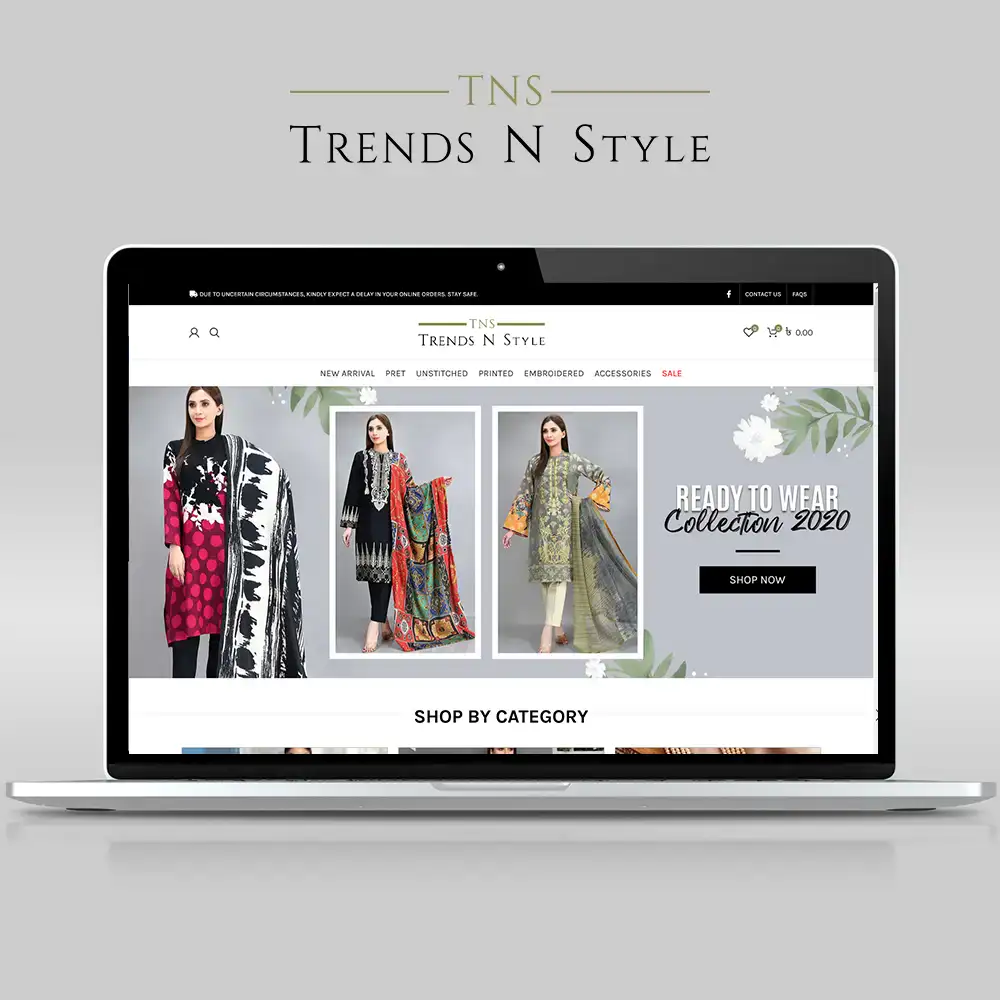 TNS
TRENDS N STYLE
DUE TO UNCERTAIN CIRCUMSTANCES, KINDLY EXPECT A DELAY IN YOUR ONLINE ORDERS. STAY SAFE.
f CONTACT US FAQS
TNS
TRENDS N STYLE
0 0 ৳ 0.00
NEW ARRIVAL PRET UNSTITCHED PRINTED EMBROIDERED ACCESSORIES SALE
READY TO WEAR
Collection 2020
SHOP NOW
SHOP BY CATEGORY